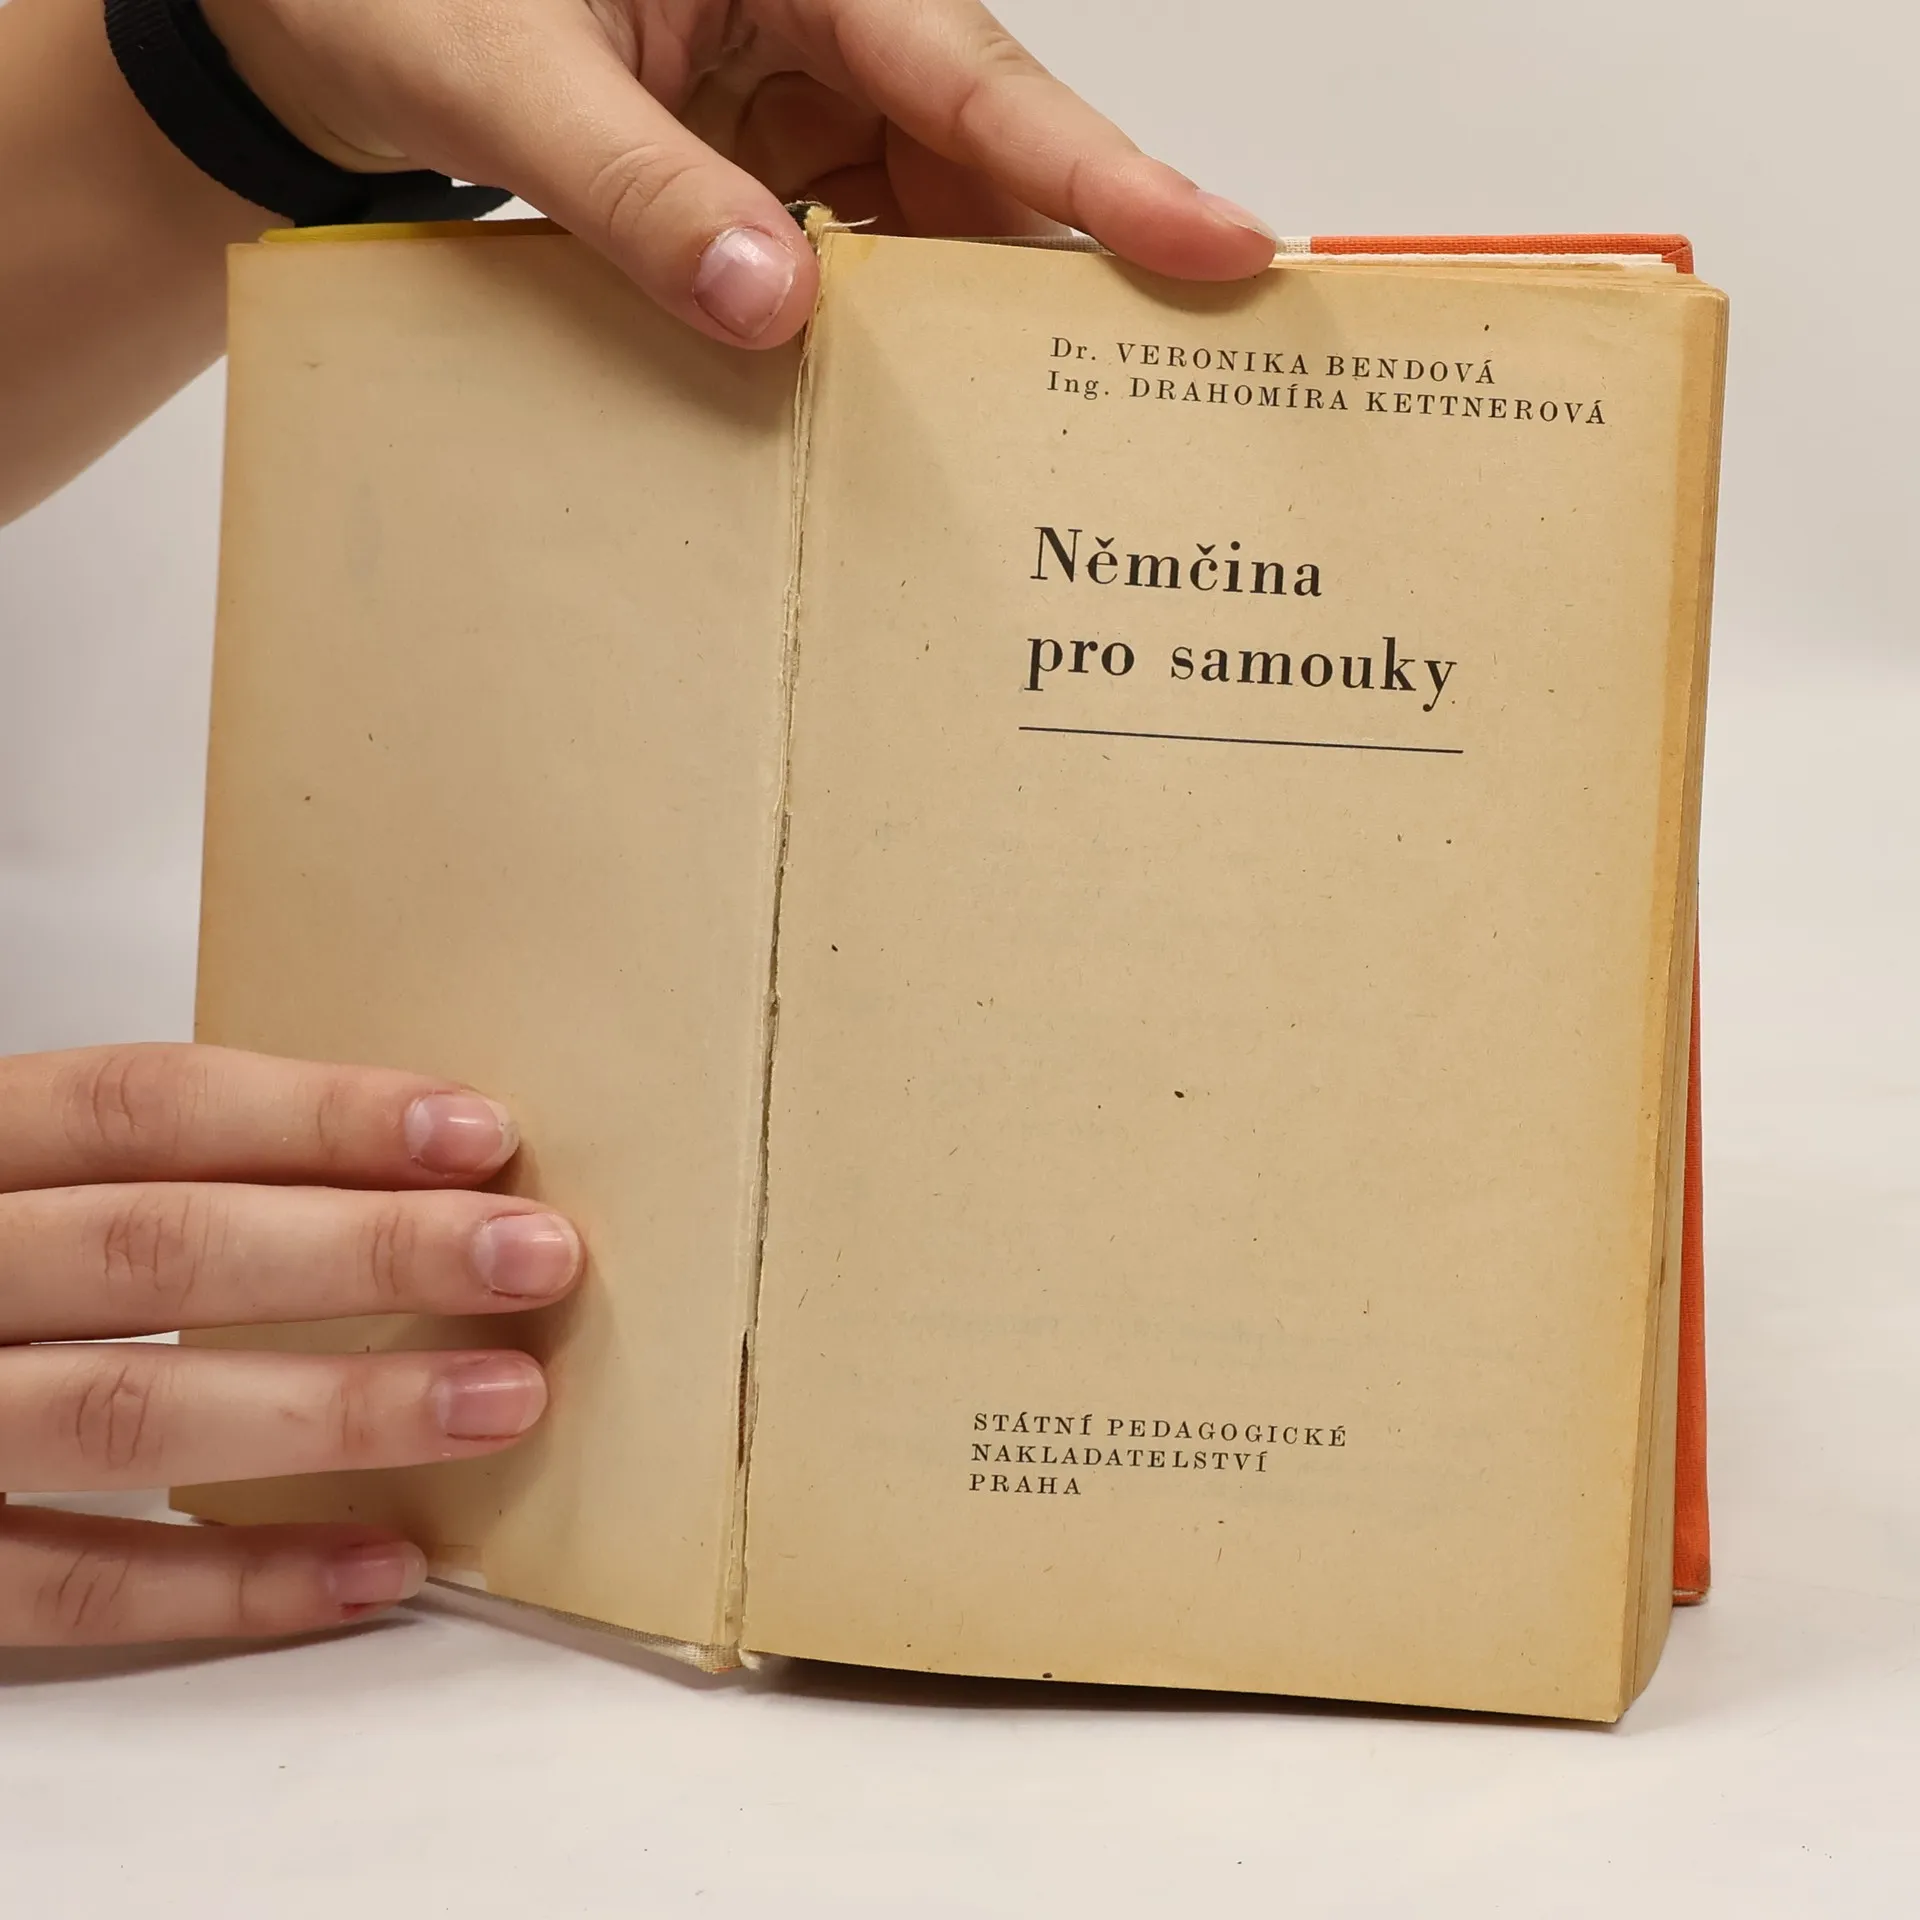 Dr. VERONIKA BENDOVÁ
Ing. DRAHOMÍRA KETTNEROVÁ
Němčina
pro samouky
STÁTNÍ PEDAGOGICKÉ
NAKLADATELSTVÍ
PRAHA